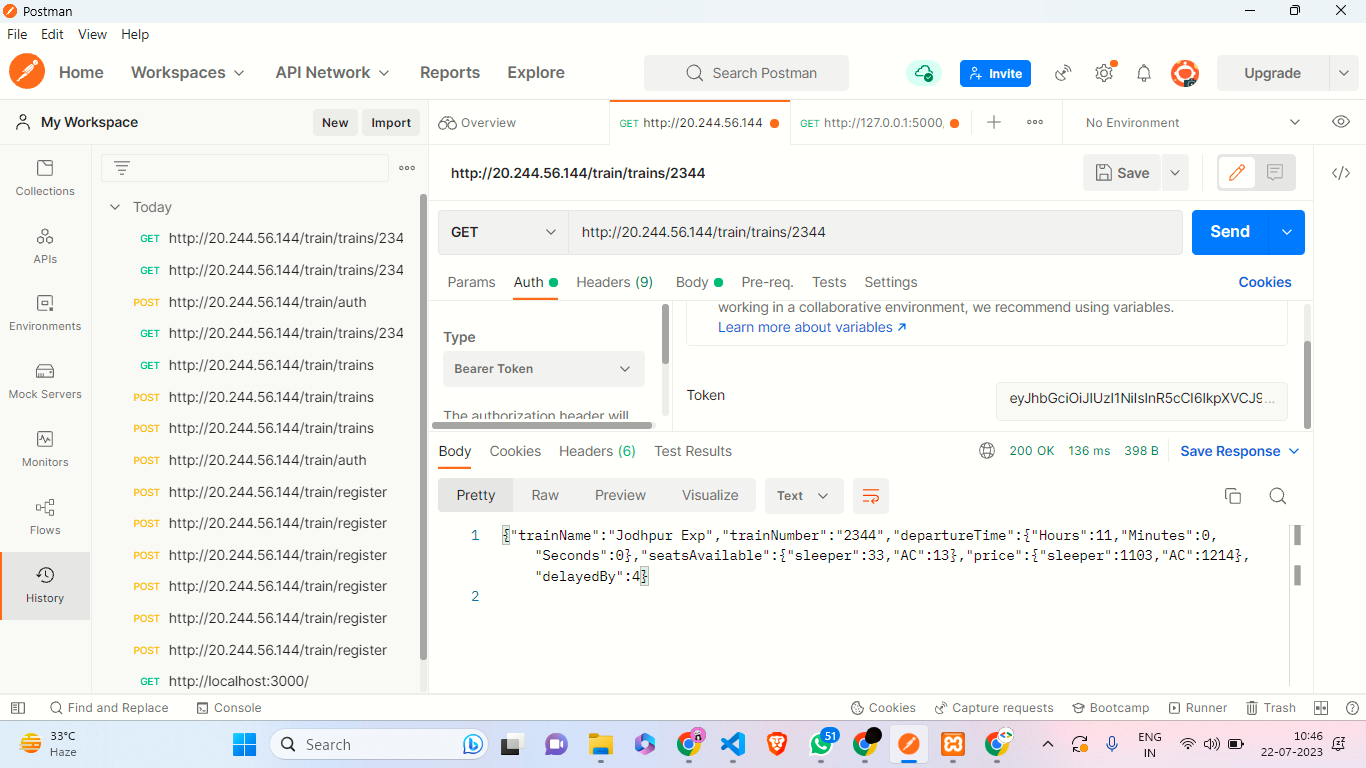 Postman
File Edit View Help
Home Workspaces API Network Reports Explore Search Postman Invite Upgrade
My Workspace New Import Overview GET http://20.244.56.144 GET http://127.0.0.1:5000, No Environment
Collections
APIs
Environments
Mock Servers
Monitors
Flows
History
Today
GET http://20.244.56.144/train/trains/234
GET http://20.244.56.144/train/trains/234
POST http://20.244.56.144/train/auth
GET http://20.244.56.144/train/trains/234
GET http://20.244.56.144/train/trains
POST http://20.244.56.144/train/trains
POST http://20.244.56.144/train/trains
POST http://20.244.56.144/train/auth
POST http://20.244.56.144/train/register
POST http://20.244.56.144/train/register
POST http://20.244.56.144/train/register
POST http://20.244.56.144/train/register
POST http://20.244.56.144/train/register
POST http://20.244.56.144/train/register
GET http://localhost:3000/
http://20.244.56.144/train/trains/2344 Save
GET http://20.244.56.144/train/trains/2344 Send
Params Auth Headers (9) Body Pre-req. Tests Settings Cookies
working in a collaborative environment, we recommend using variables.
Learn more about variables ↗
Type
Bearer Token
The authorization header will
Token eyJhbGciOiJIUzI1NiIsInR5cCI6IkpXVCJ9...
Body Cookies Headers (6) Test Results 200 OK 136 ms 398 B Save Response
Pretty Raw Preview Visualize Text
1 {"trainName":"Jodhpur Exp","trainNumber":"2344","departureTime":{"Hours":11,"Minutes":0,
"Seconds":0},"seatsAvailable":{"sleeper":33,"AC":13},"price":{"sleeper":1103,"AC":1214},
"delayedBy":4}
2
Find and Replace Console Cookies Capture requests Bootcamp Runner Trash
33°C
Haze
Search
51
ENG
IN
10:46
22-07-2023